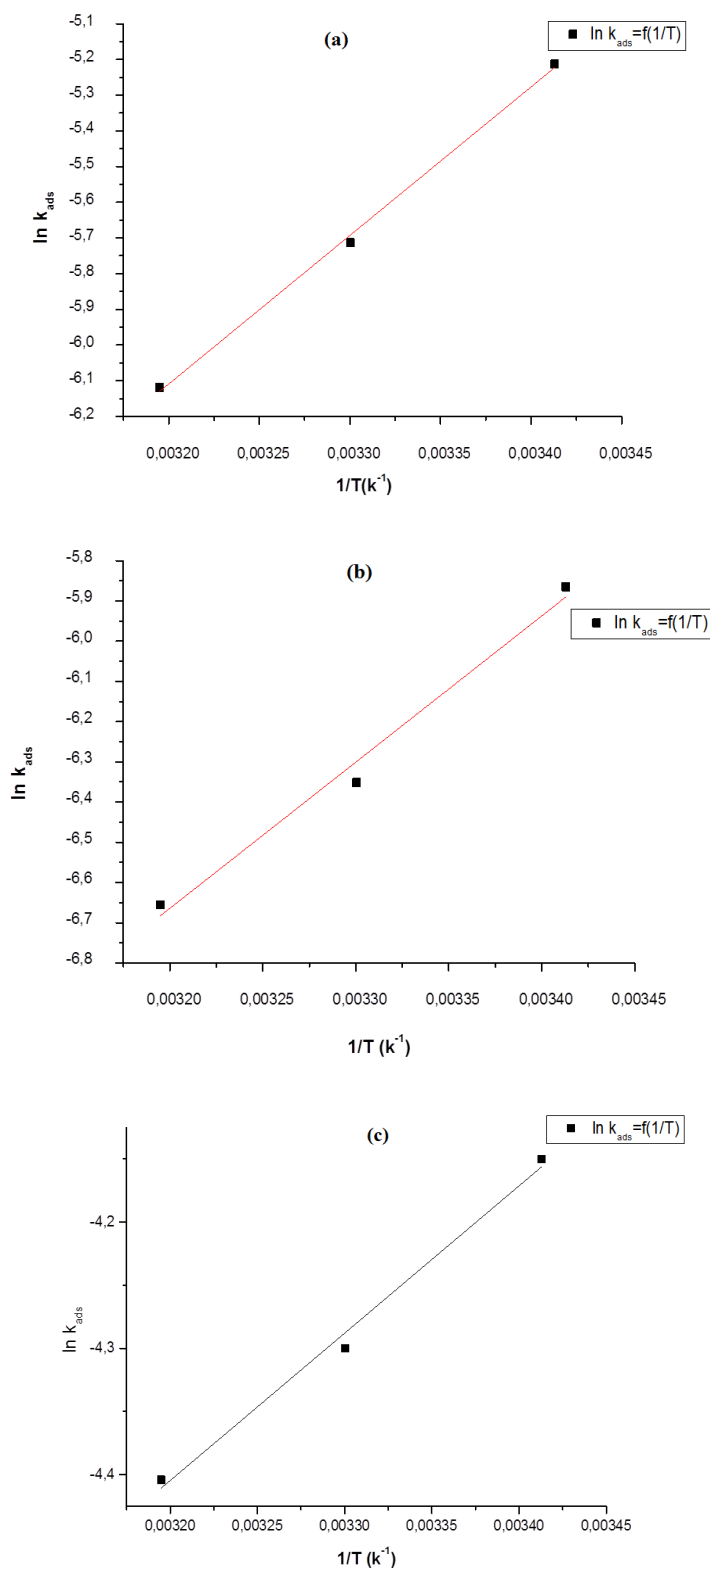 (a)
ln k_ads=f(1/T)
-5,1
-5,2
-5,3
-5,4
-5,5
-5,6
-5,7
-5,8
-5,9
-6,0
-6,1
-6,2
ln k_ads
0,00320 0,00325 0,00330 0,00335 0,00340 0,00345
1/T(k⁻¹)
(b)
ln k_ads=f(1/T)
-5,8
-5,9
-6,0
-6,1
-6,2
-6,3
-6,4
-6,5
-6,6
-6,7
-6,8
ln k_ads
0,00320 0,00325 0,00330 0,00335 0,00340 0,00345
1/T (k⁻¹)
(c)
ln k_ads=f(1/T)
-4,2
-4,3
-4,4
ln k_ads
0,00320 0,00325 0,00330 0,00335 0,00340 0,00345
1/T (k⁻¹)